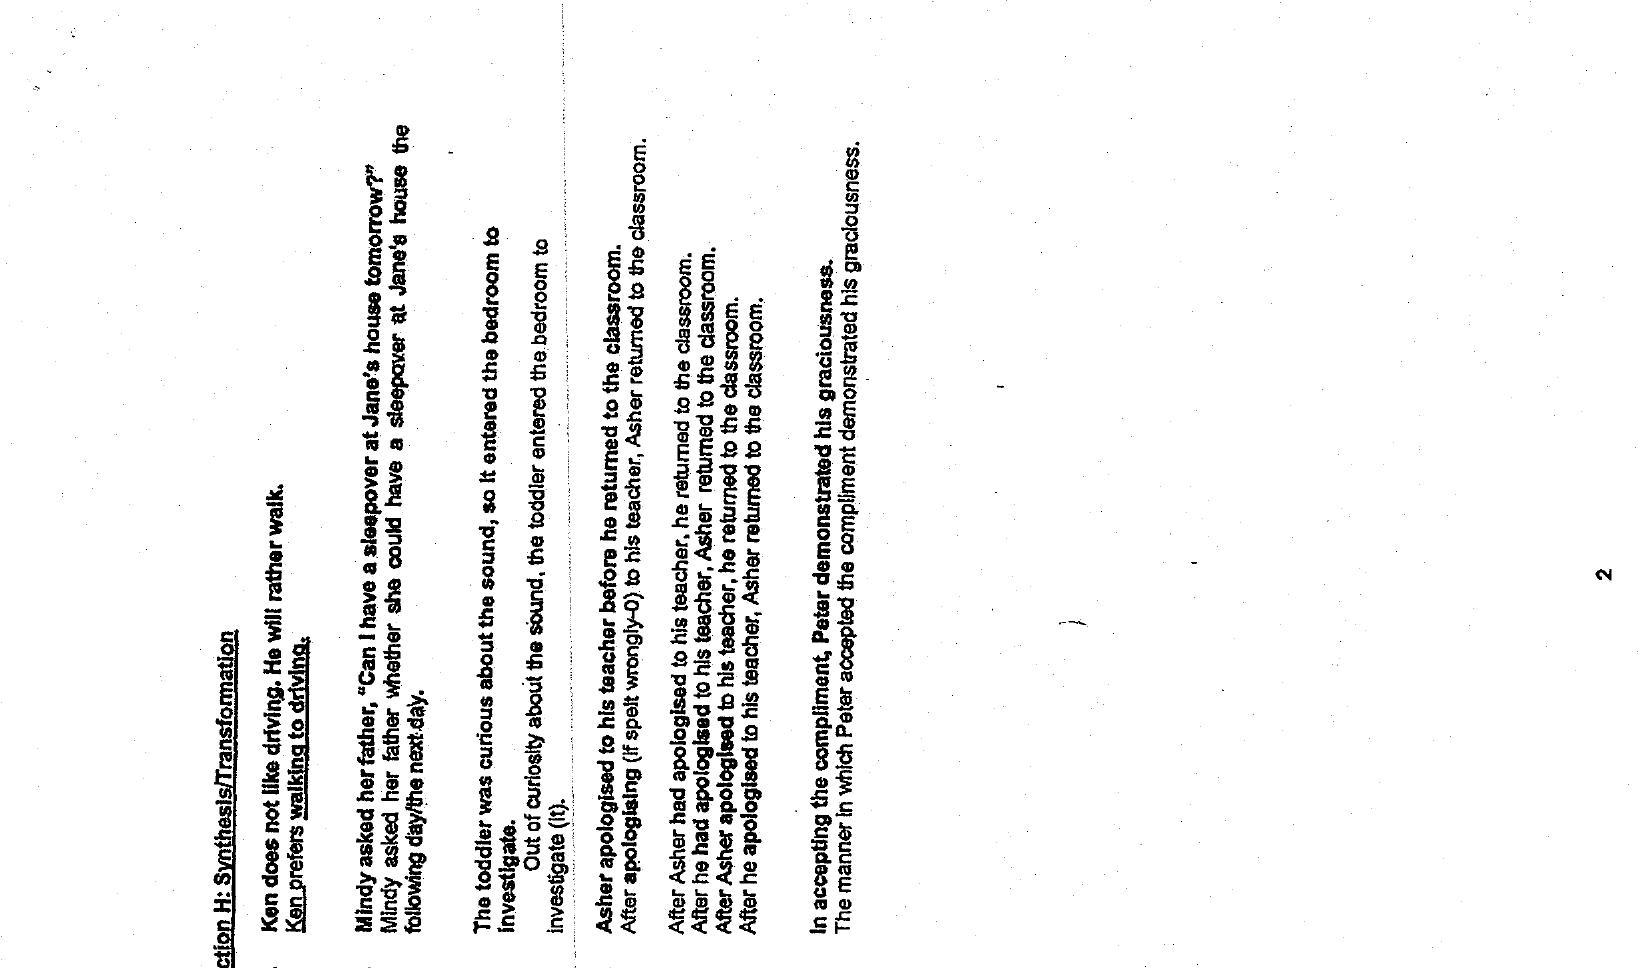 ction H: Synthesis/Transformation
Ken does not like driving. He will rather walk.
Ken prefers walking to driving.
Mindy asked her father, “Can I have a sleepover at Jane's house tomorrow?”
Mindy asked her father whether she could have a sleepover at Jane's house the
following day/the next day.
The toddler was curious about the sound, so it entered the bedroom to
investigate.
Out of curiosity about the sound, the toddler entered the bedroom to
investigate (it).
Asher apologised to his teacher before he returned to the classroom.
After apologising (if spelt wrongly-0) to his teacher, Asher returned to the classroom.
After Asher had apologised to his teacher, he returned to the classroom.
After he had apologised to his teacher, Asher returned to the classroom.
After Asher apologised to his teacher, he returned to the classroom.
After he apologised to his teacher, Asher returned to the classroom.
In accepting the compliment, Peter demonstrated his graciousness.
The manner in which Peter accepted the compliment demonstrated his graciousness.
2